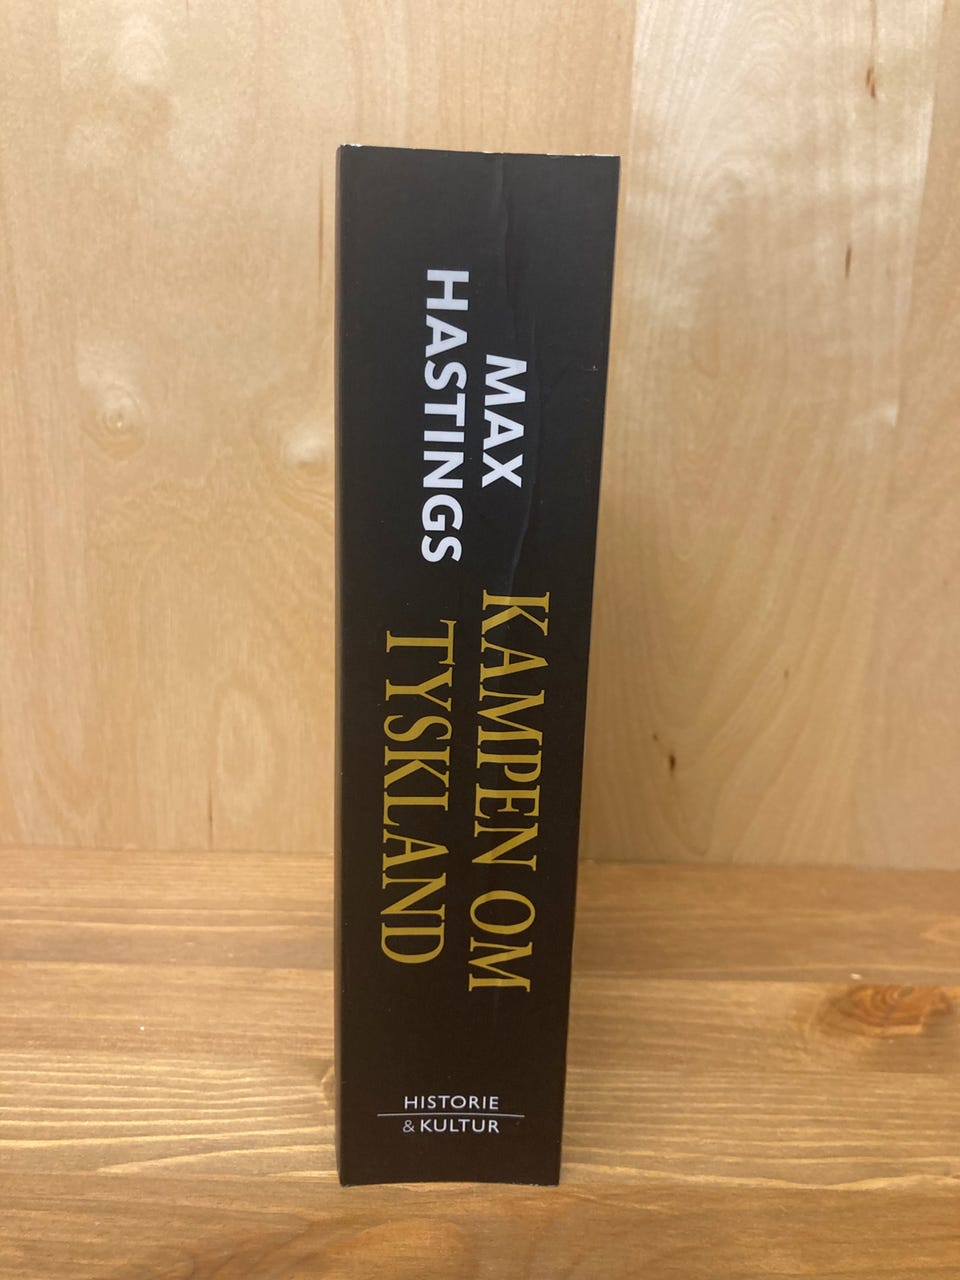 MAX
HASTINGS
KAMPEN OM
TYSKLAND
HISTORIE
& KULTUR